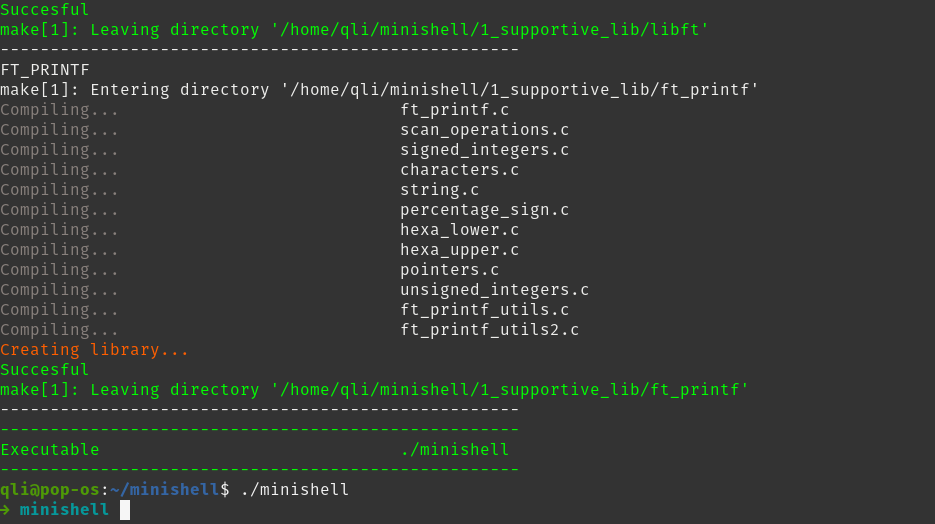 Succesful
make[1]: Leaving directory '/home/qli/minishell/1_supportive_lib/libft'
----------------------------------------------------
FT_PRINTF
make[1]: Entering directory '/home/qli/minishell/1_supportive_lib/ft_printf'
Compiling... ft_printf.c
Compiling... scan_operations.c
Compiling... signed_integers.c
Compiling... characters.c
Compiling... string.c
Compiling... percentage_sign.c
Compiling... hexa_lower.c
Compiling... hexa_upper.c
Compiling... pointers.c
Compiling... unsigned_integers.c
Compiling... ft_printf_utils.c
Compiling... ft_printf_utils2.c
Creating library...
Succesful
make[1]: Leaving directory '/home/qli/minishell/1_supportive_lib/ft_printf'
----------------------------------------------------
----------------------------------------------------
Executable ./minishell
----------------------------------------------------
qli@pop-os:~/minishell$ ./minishell
→ minishell